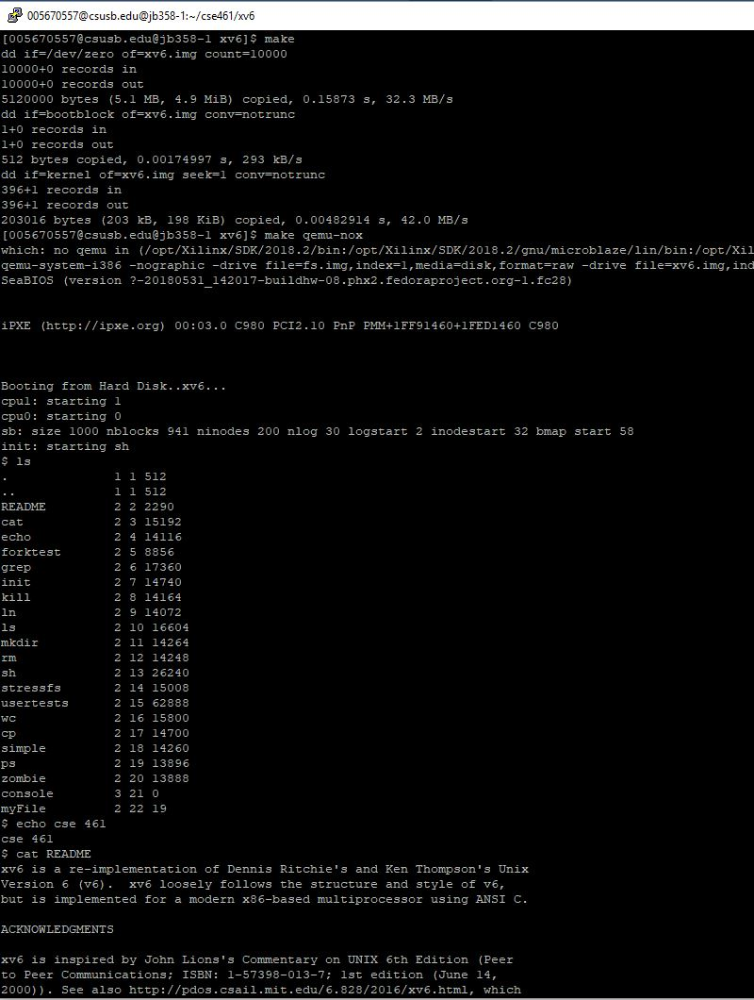 005670557@csusb.edu@jb358-1:~/cse461/xv6
[005670557@csusb.edu@jb358-1 xv6]$ make
dd if=/dev/zero of=xv6.img count=10000
10000+0 records in
10000+0 records out
5120000 bytes (5.1 MB, 4.9 MiB) copied, 0.15873 s, 32.3 MB/s
dd if=bootblock of=xv6.img conv=notrunc
1+0 records in
1+0 records out
512 bytes copied, 0.00174997 s, 293 kB/s
dd if=kernel of=xv6.img seek=1 conv=notrunc
396+1 records in
396+1 records out
203016 bytes (203 kB, 198 KiB) copied, 0.00482914 s, 42.0 MB/s
[005670557@csusb.edu@jb358-1 xv6]$ make qemu-nox
which: no qemu in (/opt/Xilinx/SDK/2018.2/bin:/opt/Xilinx/SDK/2018.2/gnu/microblaze/lin/bin:/opt/Xil
qemu-system-i386 -nographic -drive file=fs.img,index=1,media=disk,format=raw -drive file=xv6.img,ind
SeaBIOS (version ?-20180531_142017-buildhw-08.phx2.fedoraproject.org-1.fc28)
iPXE (http://ipxe.org) 00:03.0 C980 PCI2.10 PnP PMM+1FF91460+1FED1460 C980
Booting from Hard Disk..xv6...
cpu1: starting 1
cpu0: starting 0
sb: size 1000 nblocks 941 ninodes 200 nlog 30 logstart 2 inodestart 32 bmap start 58
init: starting sh
$ ls
. 1 1 512
.. 1 1 512
README 2 2 2290
cat 2 3 15192
echo 2 4 14116
forktest 2 5 8856
grep 2 6 17360
init 2 7 14740
kill 2 8 14164
ln 2 9 14072
ls 2 10 16604
mkdir 2 11 14264
rm 2 12 14248
sh 2 13 26240
stressfs 2 14 15008
usertests 2 15 62888
wc 2 16 15800
cp 2 17 14700
simple 2 18 14260
ps 2 19 13896
zombie 2 20 13888
console 3 21 0
myFile 2 22 19
$ echo cse 461
cse 461
$ cat README
xv6 is a re-implementation of Dennis Ritchie's and Ken Thompson's Unix
Version 6 (v6).  xv6 loosely follows the structure and style of v6,
but is implemented for a modern x86-based multiprocessor using ANSI C.
ACKNOWLEDGMENTS
xv6 is inspired by John Lions's Commentary on UNIX 6th Edition (Peer
to Peer Communications; ISBN: 1-57398-013-7; 1st edition (June 14,
2000)). See also http://pdos.csail.mit.edu/6.828/2016/xv6.html, which